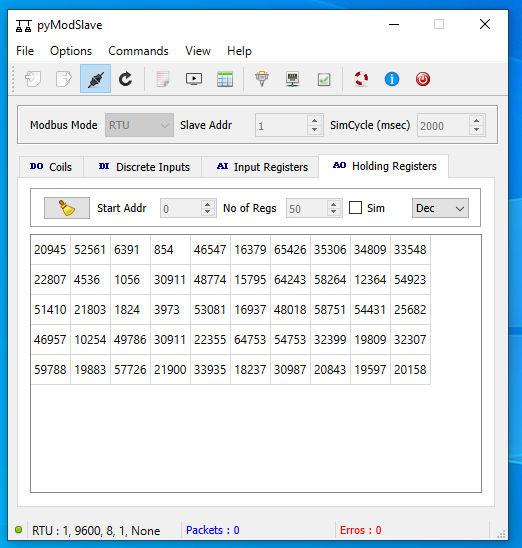 pyModSlave
File Options Commands View Help
Modbus Mode RTU Slave Addr 1 SimCycle (msec) 2000
DO Coils DI Discrete Inputs AI Input Registers AO Holding Registers
Start Addr 0 No of Regs 50 Sim Dec
20945 52561 6391 854 46547 16379 65426 35306 34809 33548
22807 4536 1056 30911 48774 15795 64243 58264 12364 54923
51410 21803 1824 3973 53081 16937 48018 58751 54431 25682
46957 10254 49786 30911 22355 64753 54753 32399 19809 32307
59788 19883 57726 21900 33935 18237 30987 20843 19597 20158
RTU : 1, 9600, 8, 1, None Packets : 0 Erros : 0